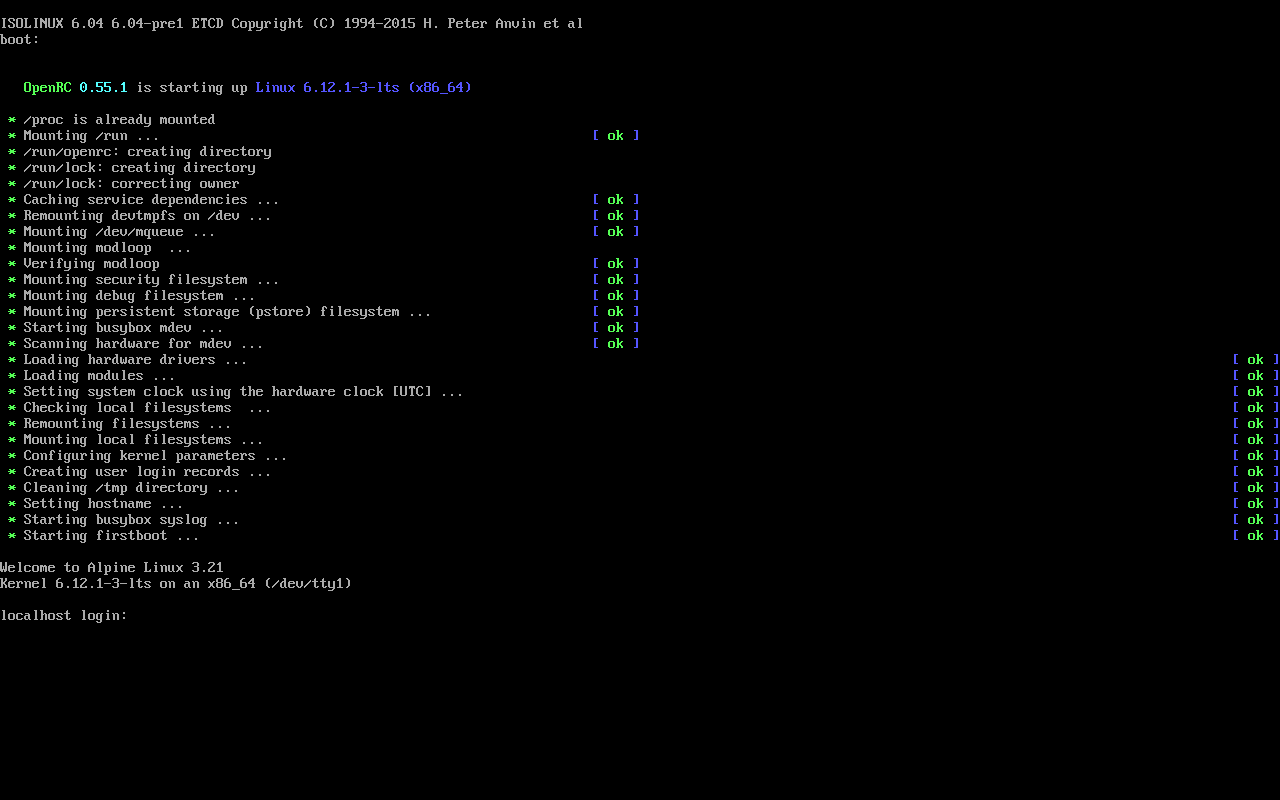 ISOLINUX 6.04 6.04-pre1 ETCD Copyright (C) 1994-2015 H. Peter Anvin et al
boot:
OpenRC 0.55.1 is starting up Linux 6.12.1-3-lts (x86_64)
* /proc is already mounted
* Mounting /run ... [ ok ]
* /run/openrc: creating directory
* /run/lock: creating directory
* /run/lock: correcting owner
* Caching service dependencies ... [ ok ]
* Remounting devtmpfs on /dev ... [ ok ]
* Mounting /dev/mqueue ... [ ok ]
* Mounting modloop  ...
* Verifying modloop [ ok ]
* Mounting security filesystem ... [ ok ]
* Mounting debug filesystem ... [ ok ]
* Mounting persistent storage (pstore) filesystem ... [ ok ]
* Starting busybox mdev ... [ ok ]
* Scanning hardware for mdev ... [ ok ]
* Loading hardware drivers ... [ ok ]
* Loading modules ... [ ok ]
* Setting system clock using the hardware clock [UTC] ... [ ok ]
* Checking local filesystems  ... [ ok ]
* Remounting filesystems ... [ ok ]
* Mounting local filesystems ... [ ok ]
* Configuring kernel parameters ... [ ok ]
* Creating user login records ... [ ok ]
* Cleaning /tmp directory ... [ ok ]
* Setting hostname ... [ ok ]
* Starting busybox syslog ... [ ok ]
* Starting firstboot ... [ ok ]
Welcome to Alpine Linux 3.21
Kernel 6.12.1-3-lts on an x86_64 (/dev/tty1)
localhost login: